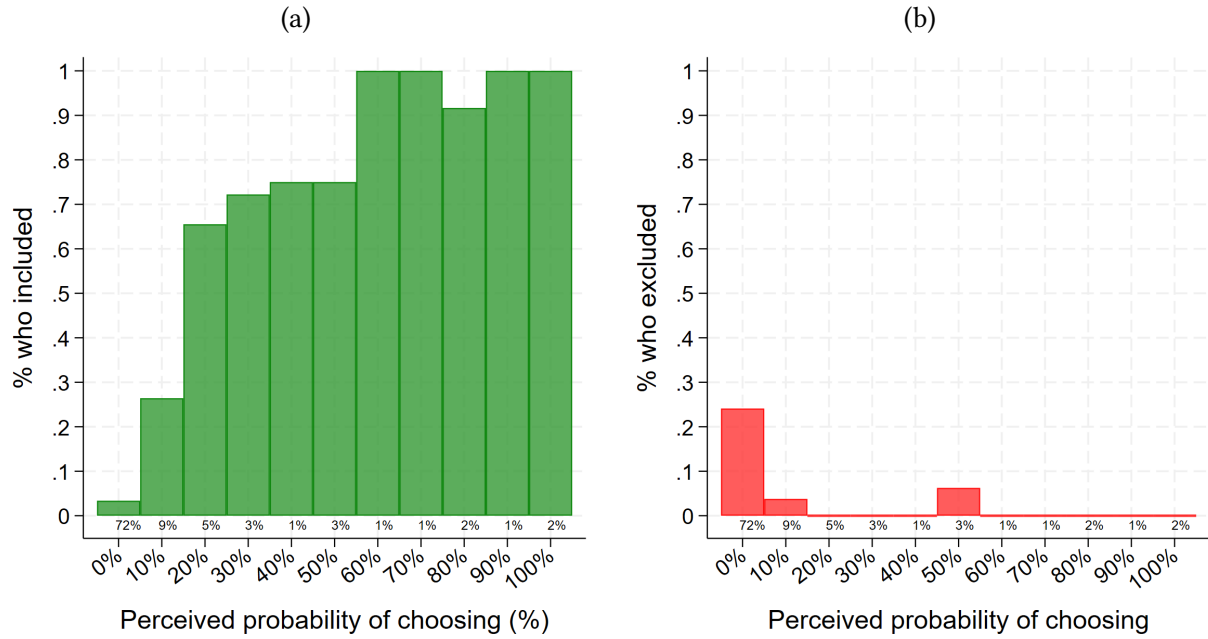 (a)
% who included
1
.9
.8
.7
.6
.5
.4
.3
.2
.1
0
72% 9% 5% 3% 1% 3% 1% 1% 2% 1% 2%
0% 10% 20% 30% 40% 50% 60% 70% 80% 90% 100%
Perceived probability of choosing (%)
(b)
% who excluded
1
.9
.8
.7
.6
.5
.4
.3
.2
.1
0
72% 9% 5% 3% 1% 3% 1% 1% 2% 1% 2%
0% 10% 20% 30% 40% 50% 60% 70% 80% 90% 100%
Perceived probability of choosing